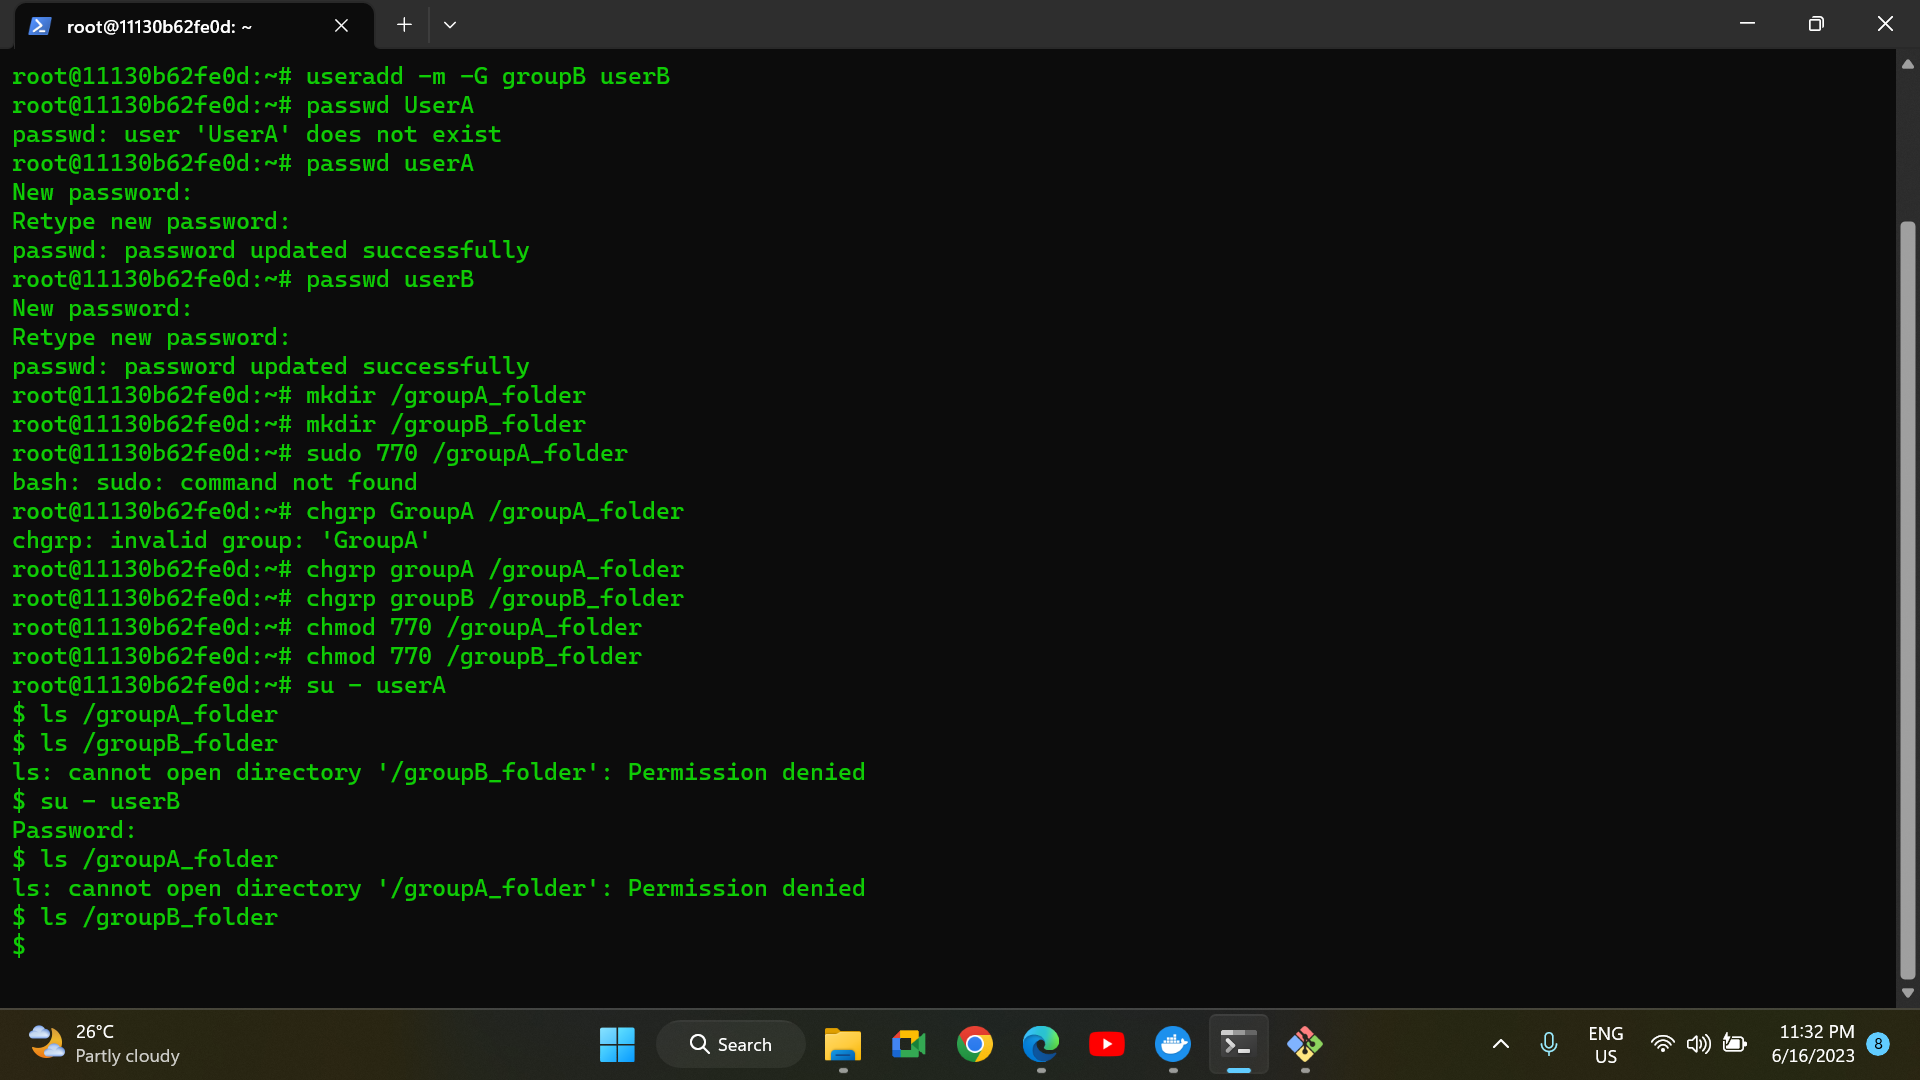 root@11130b62fe0d: ~
root@11130b62fe0d:~# useradd -m -G groupB userB
root@11130b62fe0d:~# passwd UserA
passwd: user 'UserA' does not exist
root@11130b62fe0d:~# passwd userA
New password:
Retype new password:
passwd: password updated successfully
root@11130b62fe0d:~# passwd userB
New password:
Retype new password:
passwd: password updated successfully
root@11130b62fe0d:~# mkdir /groupA_folder
root@11130b62fe0d:~# mkdir /groupB_folder
root@11130b62fe0d:~# sudo 770 /groupA_folder
bash: sudo: command not found
root@11130b62fe0d:~# chgrp GroupA /groupA_folder
chgrp: invalid group: 'GroupA'
root@11130b62fe0d:~# chgrp groupA /groupA_folder
root@11130b62fe0d:~# chgrp groupB /groupB_folder
root@11130b62fe0d:~# chmod 770 /groupA_folder
root@11130b62fe0d:~# chmod 770 /groupB_folder
root@11130b62fe0d:~# su - userA
$ ls /groupA_folder
$ ls /groupB_folder
ls: cannot open directory '/groupB_folder': Permission denied
$ su - userB
Password:
$ ls /groupA_folder
ls: cannot open directory '/groupA_folder': Permission denied
$ ls /groupB_folder
$
26°C
Partly cloudy
Search
ENG
US
11:32 PM
6/16/2023
8